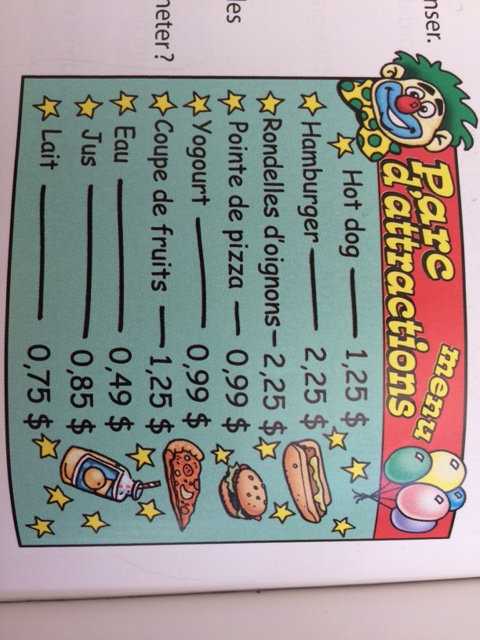 nser.
les
neter ?
Parc
d'attractions
menu
Hot dog 1,25 $
Hamburger 2,25 $
Rondelles d'oignons 2,25 $
Pointe de pizza 0,99 $
Yogourt 0,99 $
Coupe de fruits 1,25 $
Eau 0,49 $
Jus 0,85 $
Lait 0,75 $